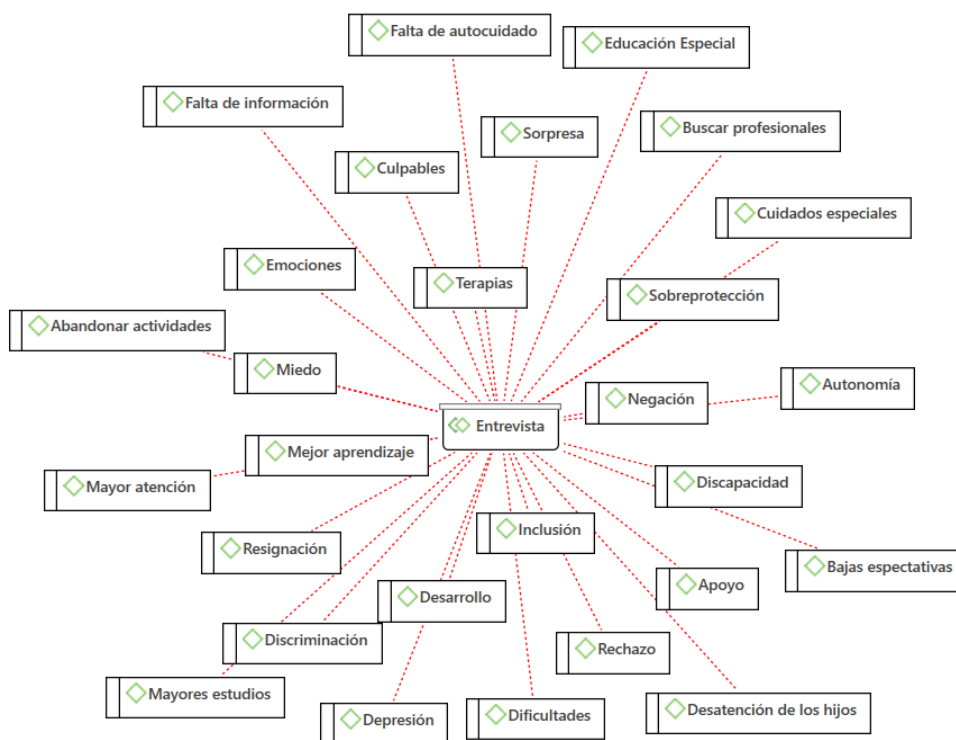 Falta de autocuidado
Educación Especial
Falta de información
Buscar profesionales
Sorpresa
Culpables
Cuidados especiales
Emociones
Terapias
Sobreprotección
Abandonar actividades
Miedo
Autonomía
Negación
Entrevista
Mejor aprendizaje
Mayor atención
Discapacidad
Inclusión
Resignación
Bajas espectativas
Apoyo
Desarrollo
Discriminación
Rechazo
Mayores estudios
Desatención de los hijos
Depresión
Dificultades